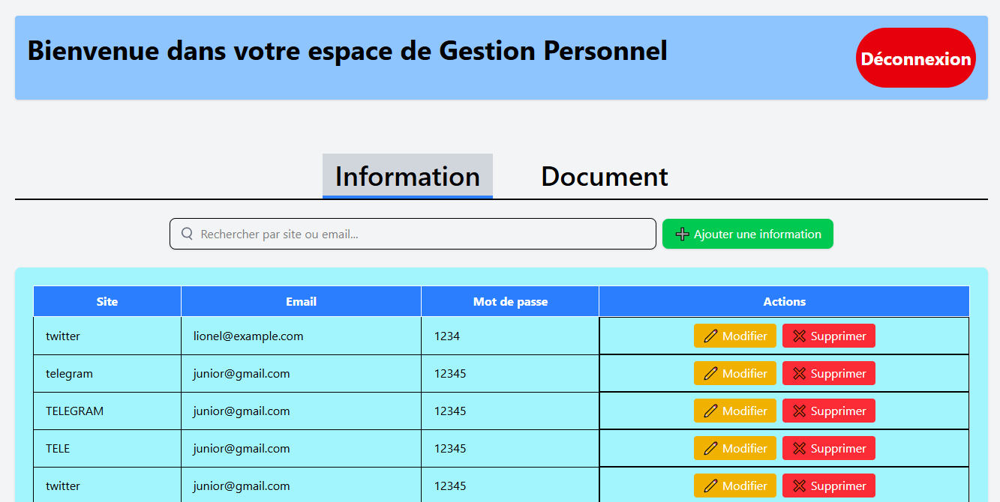 Bienvenue dans votre espace de Gestion Personnel
Déconnexion
Information Document
Rechercher par site ou email...
Ajouter une information
Site Email Mot de passe Actions
twitter lionel@example.com 1234 Modifier Supprimer
telegram junior@gmail.com 12345 Modifier Supprimer
TELEGRAM junior@gmail.com 12345 Modifier Supprimer
TELE junior@gmail.com 12345 Modifier Supprimer
twitter junior@gmail.com 12345 Modifier Supprimer